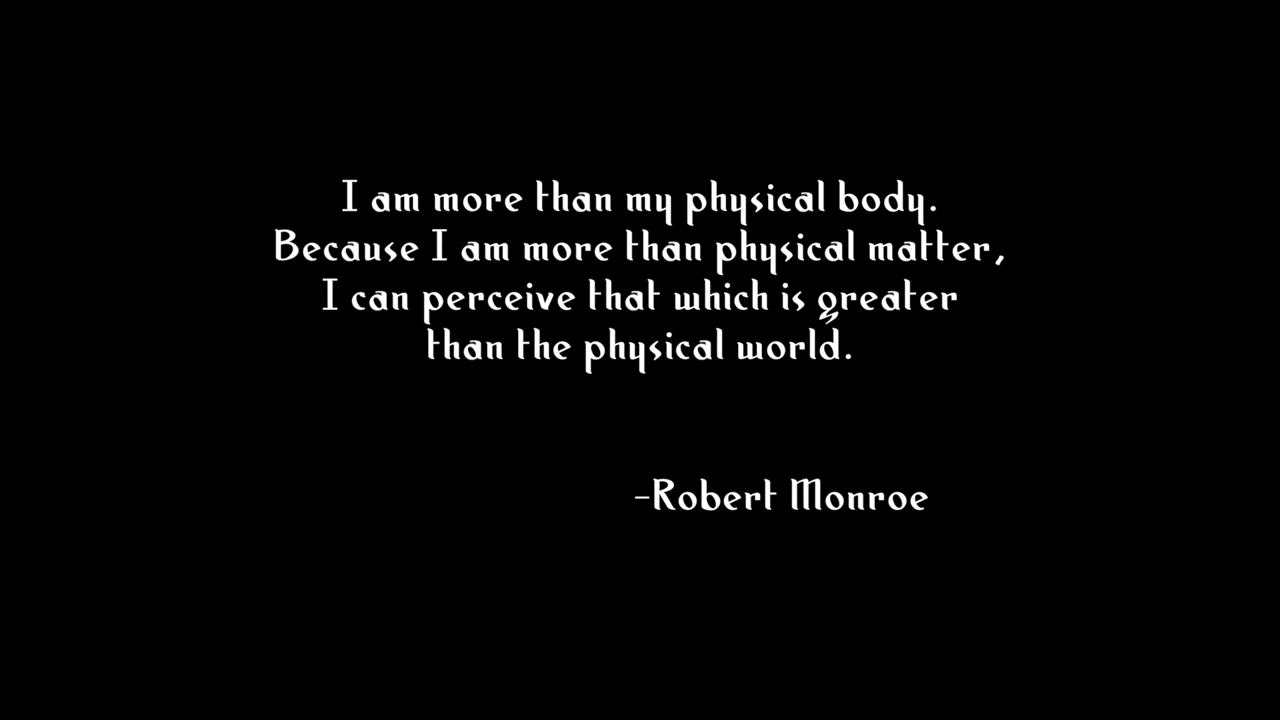 I am more than my physical body.
Because I am more than physical matter,
I can perceive that which is greater
than the physical world.
-Robert Monroe